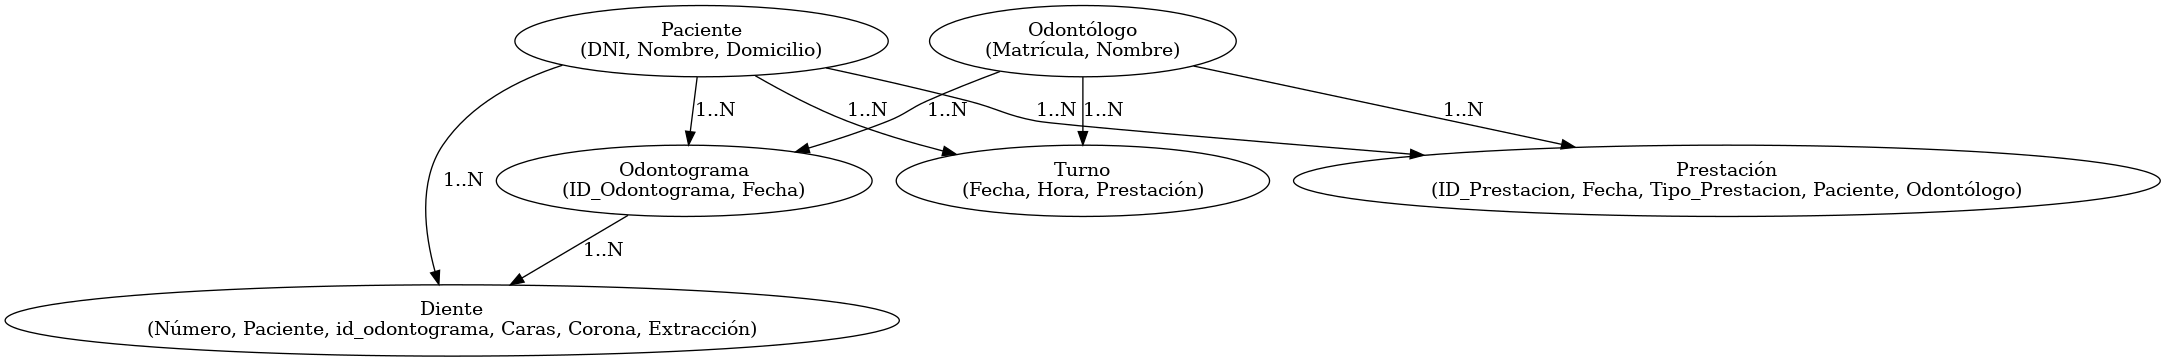 Paciente
(DNI, Nombre, Domicilio)
Odontólogo
(Matrícula, Nombre)
1..N
1..N
1..N
1..N
1..N
1..N
1..N
Odontograma
(ID_Odontograma, Fecha)
Turno
(Fecha, Hora, Prestación)
Prestación
(ID_Prestacion, Fecha, Tipo_Prestacion, Paciente, Odontólogo)
1..N
Diente
(Número, Paciente, id_odontograma, Caras, Corona, Extracción)